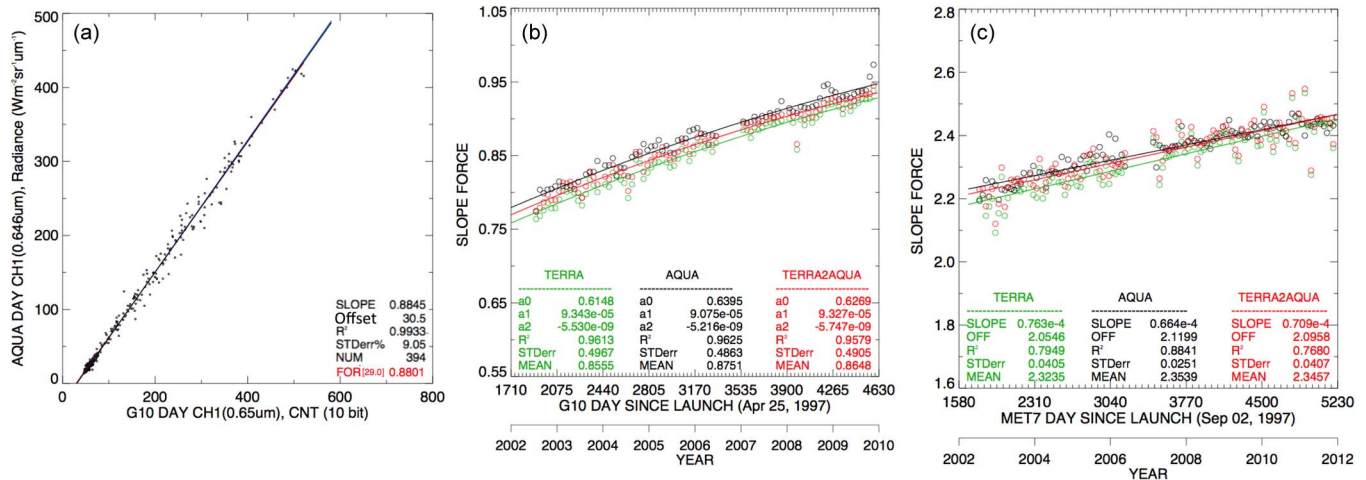 (a)
AQUA DAY CH1(0.646um), Radiance (Wm⁻²sr⁻¹um⁻¹)
500
400
300
200
100
0
SLOPE 0.8845
Offset 30.5
R² 0.9933
STDerr% 9.05
NUM 394
FOR[29.0] 0.8801
0 200 400 600 800
G10 DAY CH1(0.65um), CNT (10 bit)
(b)
SLOPE FORCE
1.05
0.95
0.85
0.75
0.65
0.55
TERRA AQUA TERRA2AQUA
a0 0.6148 a0 0.6395 a0 0.6269
a1 9.343e-05 a1 9.075e-05 a1 9.327e-05
a2 -5.530e-09 a2 -5.216e-09 a2 -5.747e-09
R² 0.9613 R² 0.9625 R² 0.9579
STDerr 0.4967 STDerr 0.4863 STDerr 0.4905
MEAN 0.8555 MEAN 0.8751 MEAN 0.8648
1710 2075 2440 2805 3170 3535 3900 4265 4630
G10 DAY SINCE LAUNCH (Apr 25, 1997)
2002 2003 2004 2005 2006 2007 2008 2009 2010
YEAR
(c)
SLOPE FORCE
2.8
2.6
2.4
2.2
2.0
1.8
1.6
TERRA AQUA TERRA2AQUA
SLOPE 0.763e-4 SLOPE 0.664e-4 SLOPE 0.709e-4
OFF 2.0546 OFF 2.1199 OFF 2.0958
R² 0.7949 R² 0.8841 R² 0.7680
STDerr 0.0405 STDerr 0.0251 STDerr 0.0407
MEAN 2.3235 MEAN 2.3539 MEAN 2.3457
1580 2310 3040 3770 4500 5230
MET7 DAY SINCE LAUNCH (Sep 02, 1997)
2002 2004 2006 2008 2010 2012
YEAR